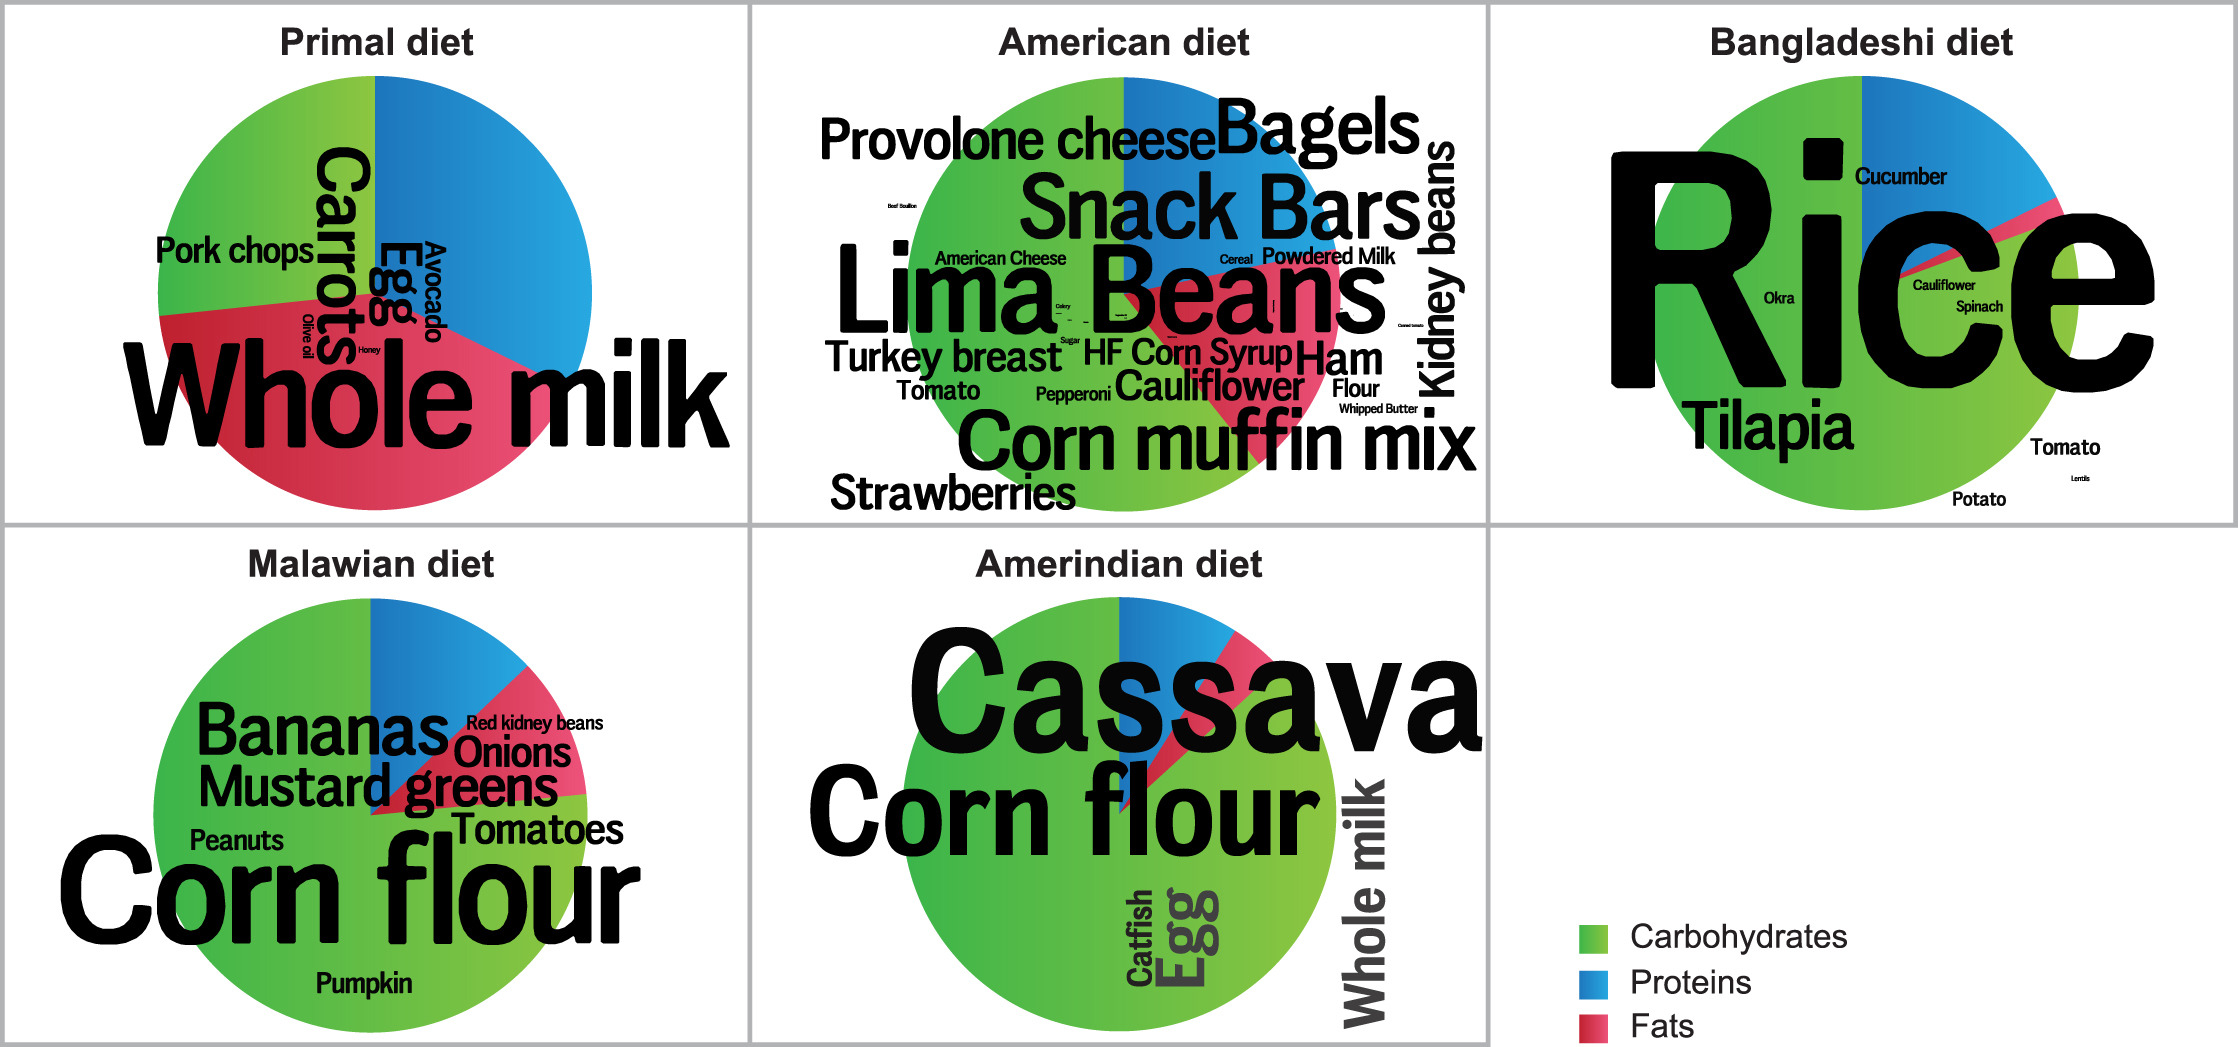 Primal diet
Carrots
Pork chops
Egg
Avocado
Olive oil
Honey
Whole milk
American diet
Provolone cheese
Bagels
Kidney beans
Snack Bars
Beef Bouillon
American Cheese
Cereal
Powdered Milk
Lima Beans
Celery
Canned tomato
Sugar
Turkey breast
HF Corn Syrup
Ham
Tomato
Pepperoni
Cauliflower
Flour
Whipped Butter
Corn muffin mix
Strawberries
Bangladeshi diet
Rice
Cucumber
Okra
Cauliflower
Spinach
Tilapia
Tomato
Lentils
Potato
Malawian diet
Bananas
Red kidney beans
Onions
Mustard greens
Peanuts
Tomatoes
Corn flour
Pumpkin
Amerindian diet
Cassava
Corn flour
Whole milk
Catfish
Egg
Carbohydrates
Proteins
Fats